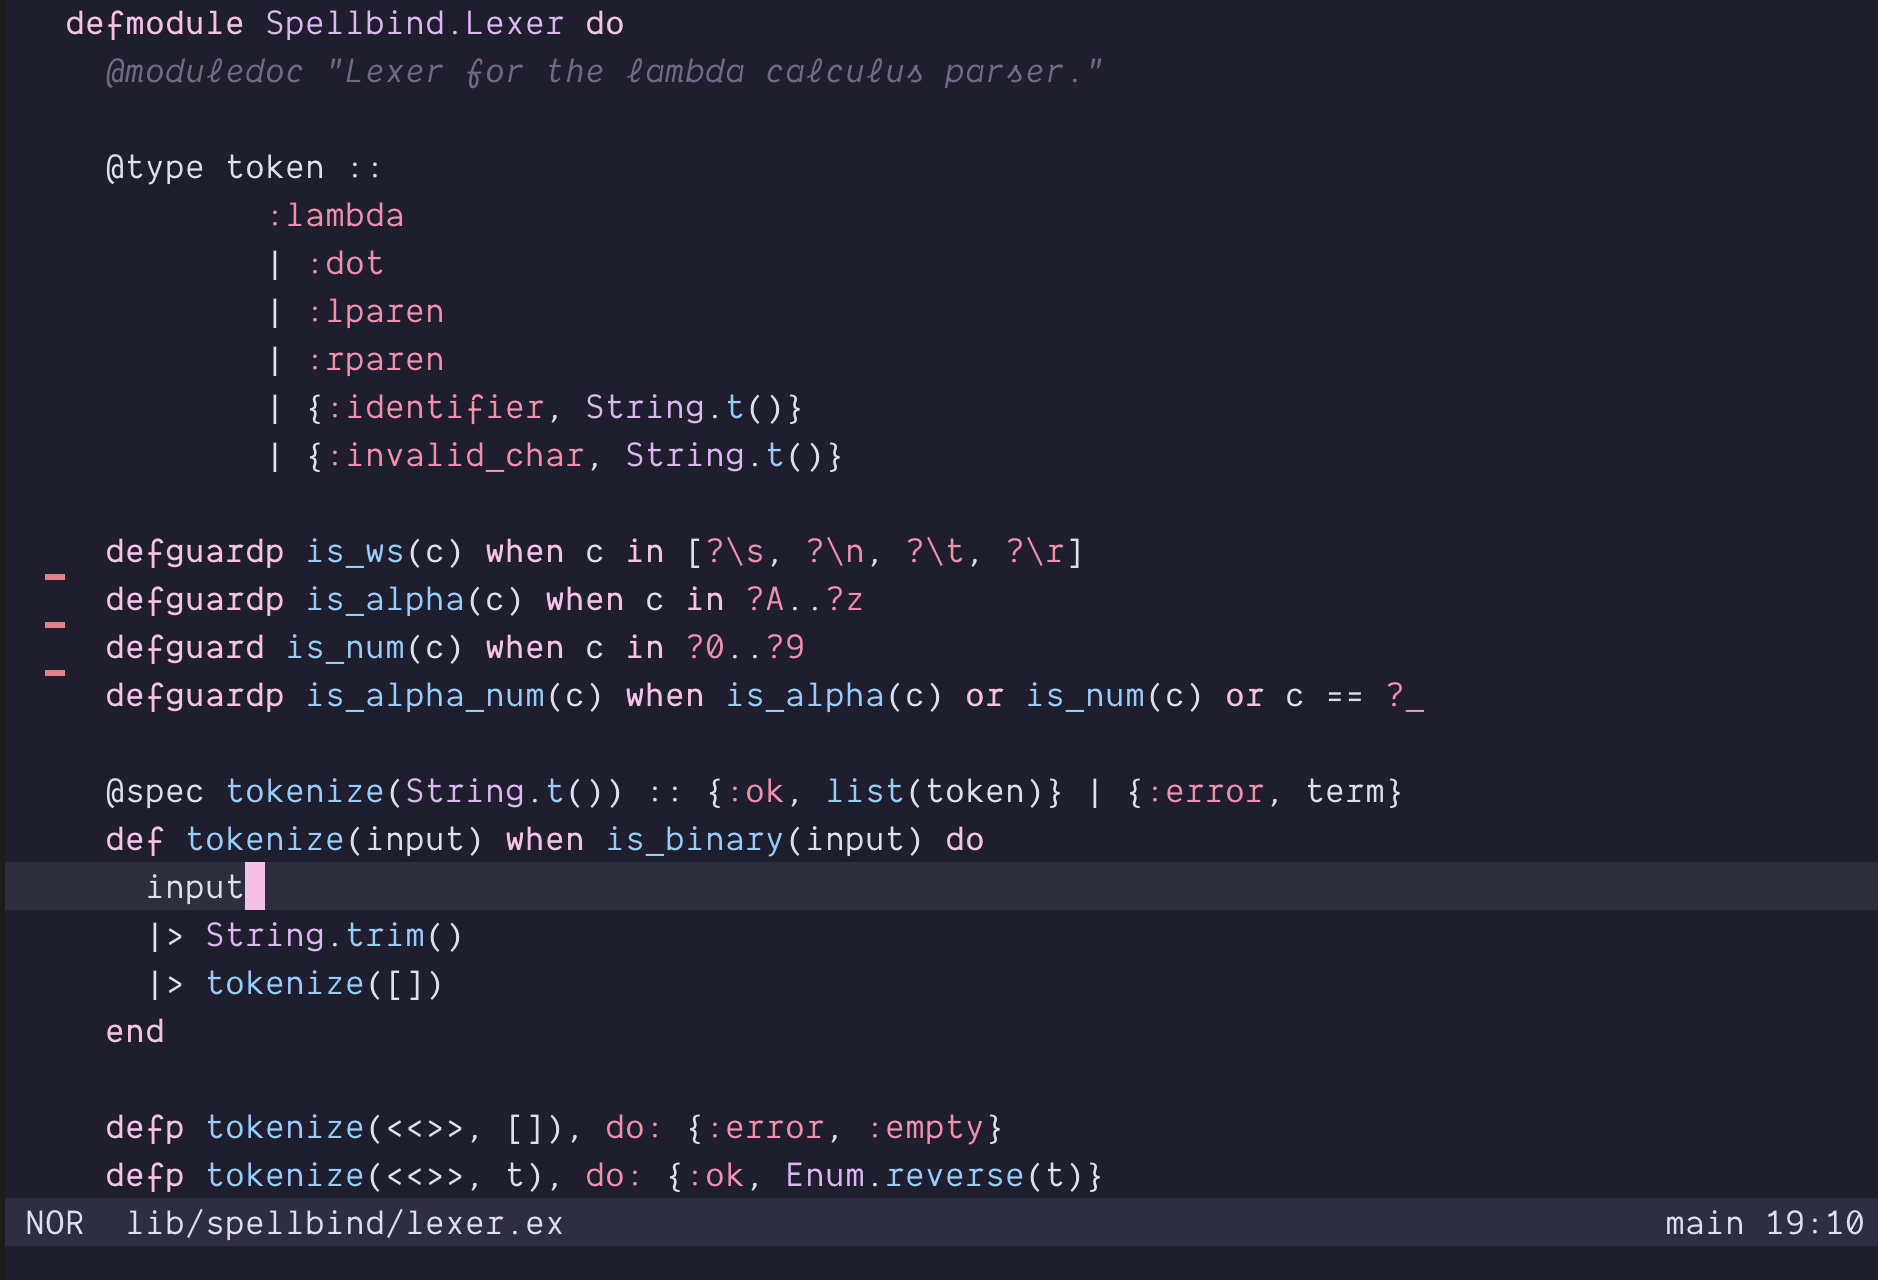 defmodule Spellbind.Lexer do
  @moduledoc "Lexer for the lambda calculus parser."

  @type token ::
          :lambda
          | :dot
          | :lparen
          | :rparen
          | {:identifier, String.t()}
          | {:invalid_char, String.t()}

  defguardp is_ws(c) when c in [?\s, ?\n, ?\t, ?\r]
  defguardp is_alpha(c) when c in ?A..?z
  defguard is_num(c) when c in ?0..?9
  defguardp is_alpha_num(c) when is_alpha(c) or is_num(c) or c == ?_

  @spec tokenize(String.t()) :: {:ok, list(token)} | {:error, term}
  def tokenize(input) when is_binary(input) do
    input
    |> String.trim()
    |> tokenize([])
  end

  defp tokenize(<<>>, []), do: {:error, :empty}
  defp tokenize(<<>>, t), do: {:ok, Enum.reverse(t)}
NOR  lib/spellbind/lexer.ex  main 19:10